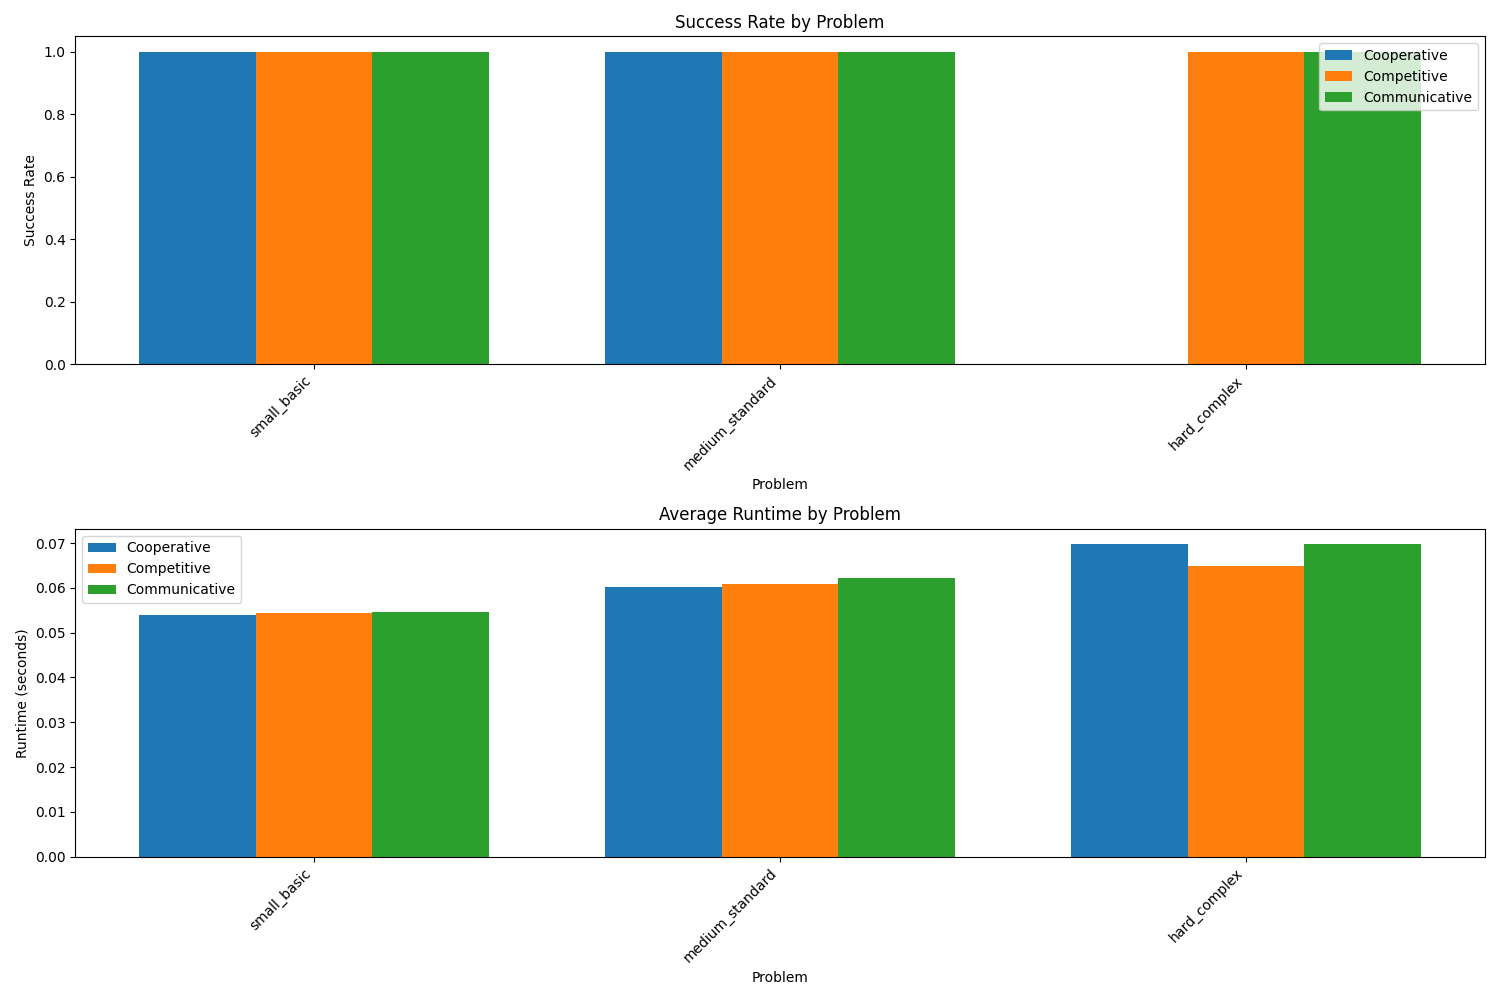 Success Rate by Problem
1.0
0.8
0.6
0.4
0.2
0.0
Success Rate
Cooperative
Competitive
Communicative
small_basic
medium_standard
hard_complex
Problem
Average Runtime by Problem
0.07
0.06
0.05
0.04
0.03
0.02
0.01
0.00
Runtime (seconds)
Cooperative
Competitive
Communicative
small_basic
medium_standard
hard_complex
Problem